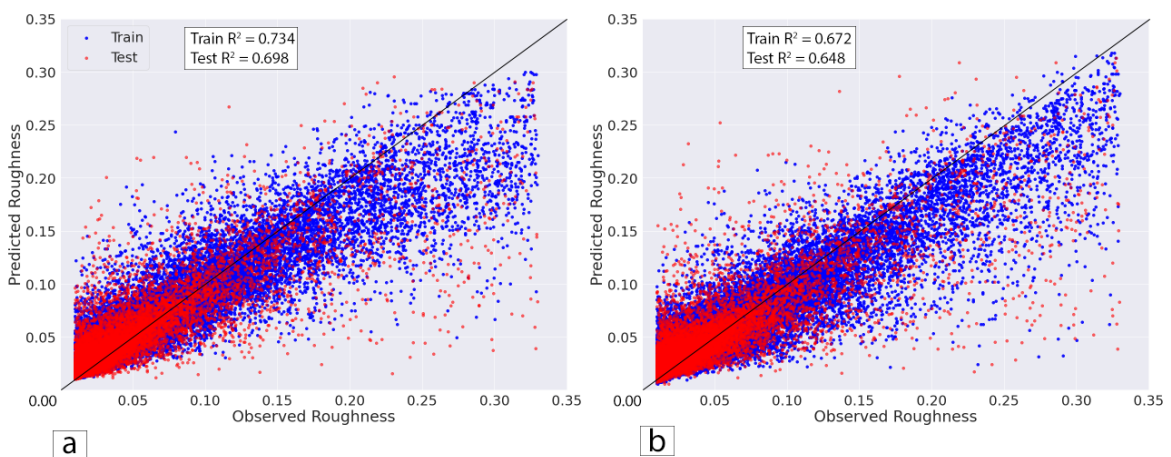 Train
Test
Train R² = 0.734
Test R² = 0.698
0.35
0.30
0.25
0.20
0.15
0.10
0.05
0.00
Predicted Roughness
0.05
0.10
0.15
0.20
0.25
0.30
0.35
Observed Roughness
a
Train R² = 0.672
Test R² = 0.648
0.35
0.30
0.25
0.20
0.15
0.10
0.05
0.00
Predicted Roughness
0.05
0.10
0.15
0.20
0.25
0.30
0.35
Observed Roughness
b